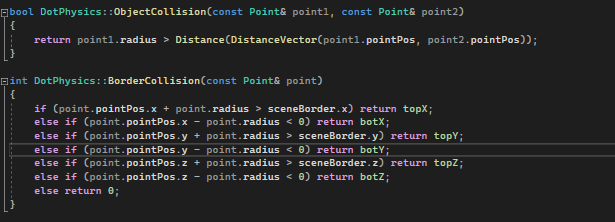 bool DotPhysics::ObjectCollision(const Point& point1, const Point& point2)
{
    return point1.radius > Distance(DistanceVector(point1.pointPos, point2.pointPos));
}

int DotPhysics::BorderCollision(const Point& point)
{
    if (point.pointPos.x + point.radius > sceneBorder.x) return topX;
    else if (point.pointPos.x - point.radius < 0) return botX;
    else if (point.pointPos.y + point.radius > sceneBorder.y) return topY;
    else if (point.pointPos.y - point.radius < 0) return botY;
    else if (point.pointPos.z + point.radius > sceneBorder.z) return topZ;
    else if (point.pointPos.z - point.radius < 0) return botZ;
    else return 0;
}